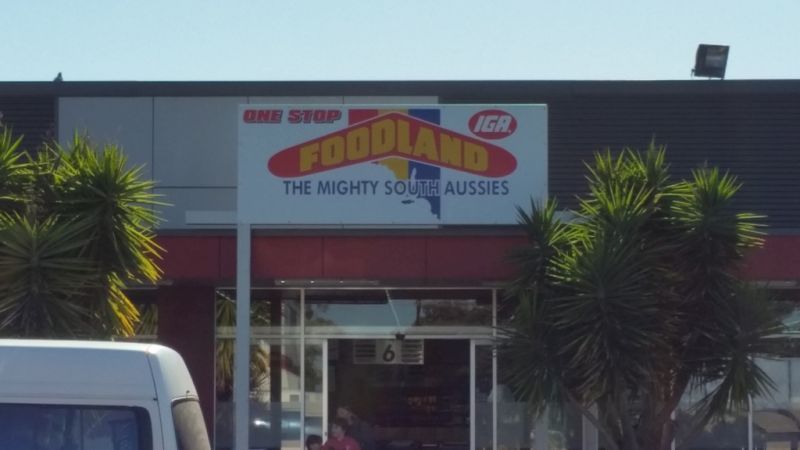 ONE STOP
IGA
FOODLAND
THE MIGHTY SOUTH AUSSIES
6